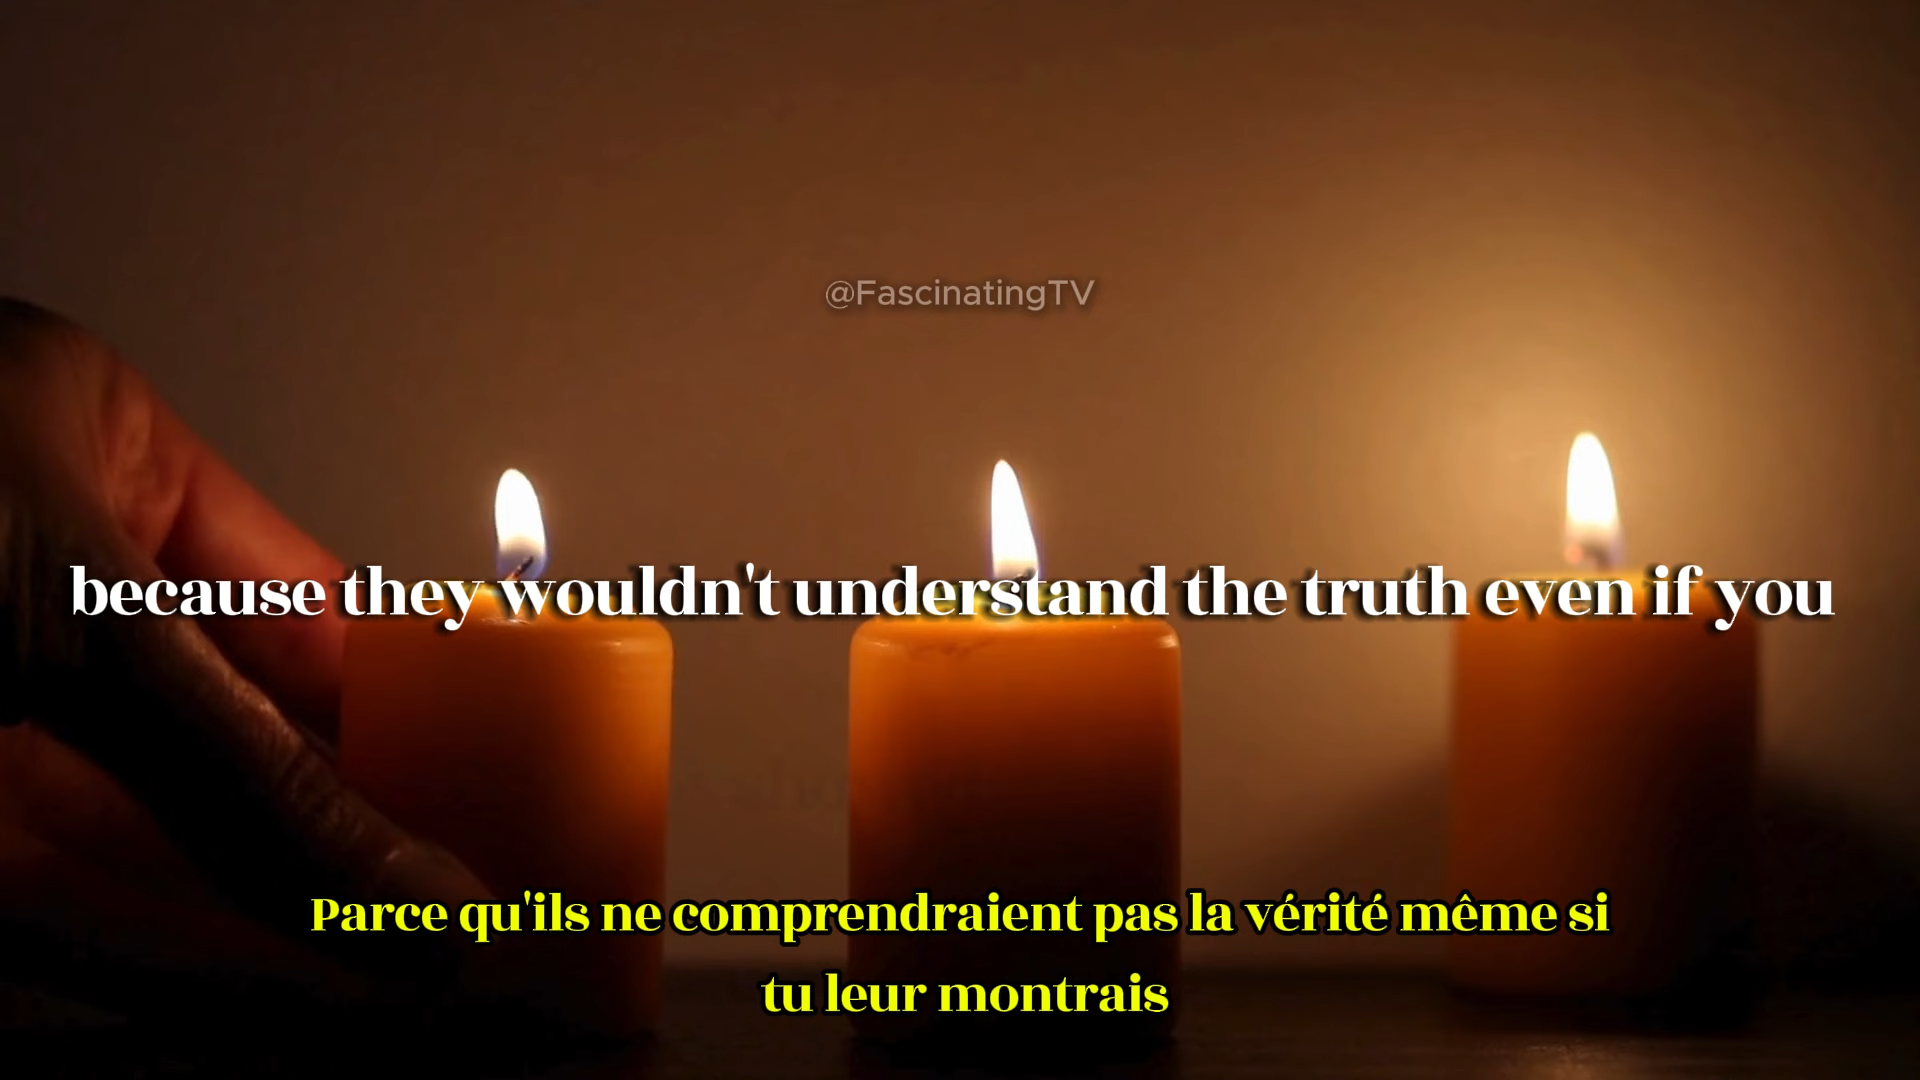 @FascinatingTV
because they wouldn't understand the truth even if you
Parce qu'ils ne comprendraient pas la vérité même si
tu leur montrais